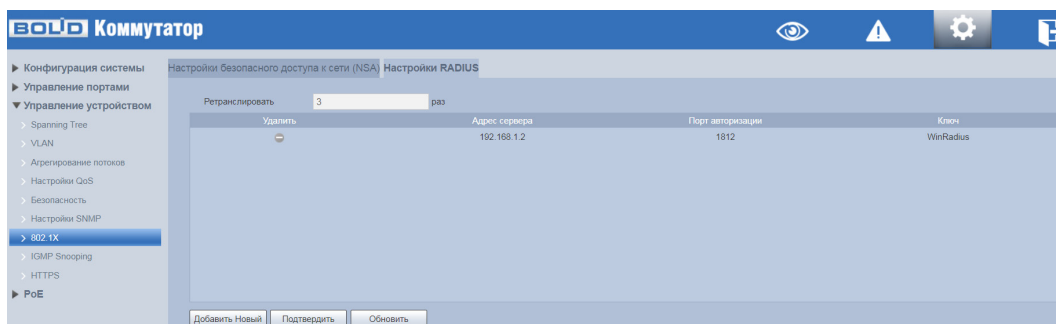 BOLID Коммутатор
Конфигурация системы
Управление портами
Управление устройством
Spanning Tree
VLAN
Агрегирование потоков
Настройки QoS
Безопасность
Настройки SNMP
802.1X
IGMP Snooping
HTTPS
PoE
Настройки безопасного доступа к сети (NSA) Настройки RADIUS
Ретранслировать 3 раз
Удалить Адрес сервера Порт авторизации Ключ
192.168.1.2 1812 WinRadius
Добавить Новый Подтвердить Обновить